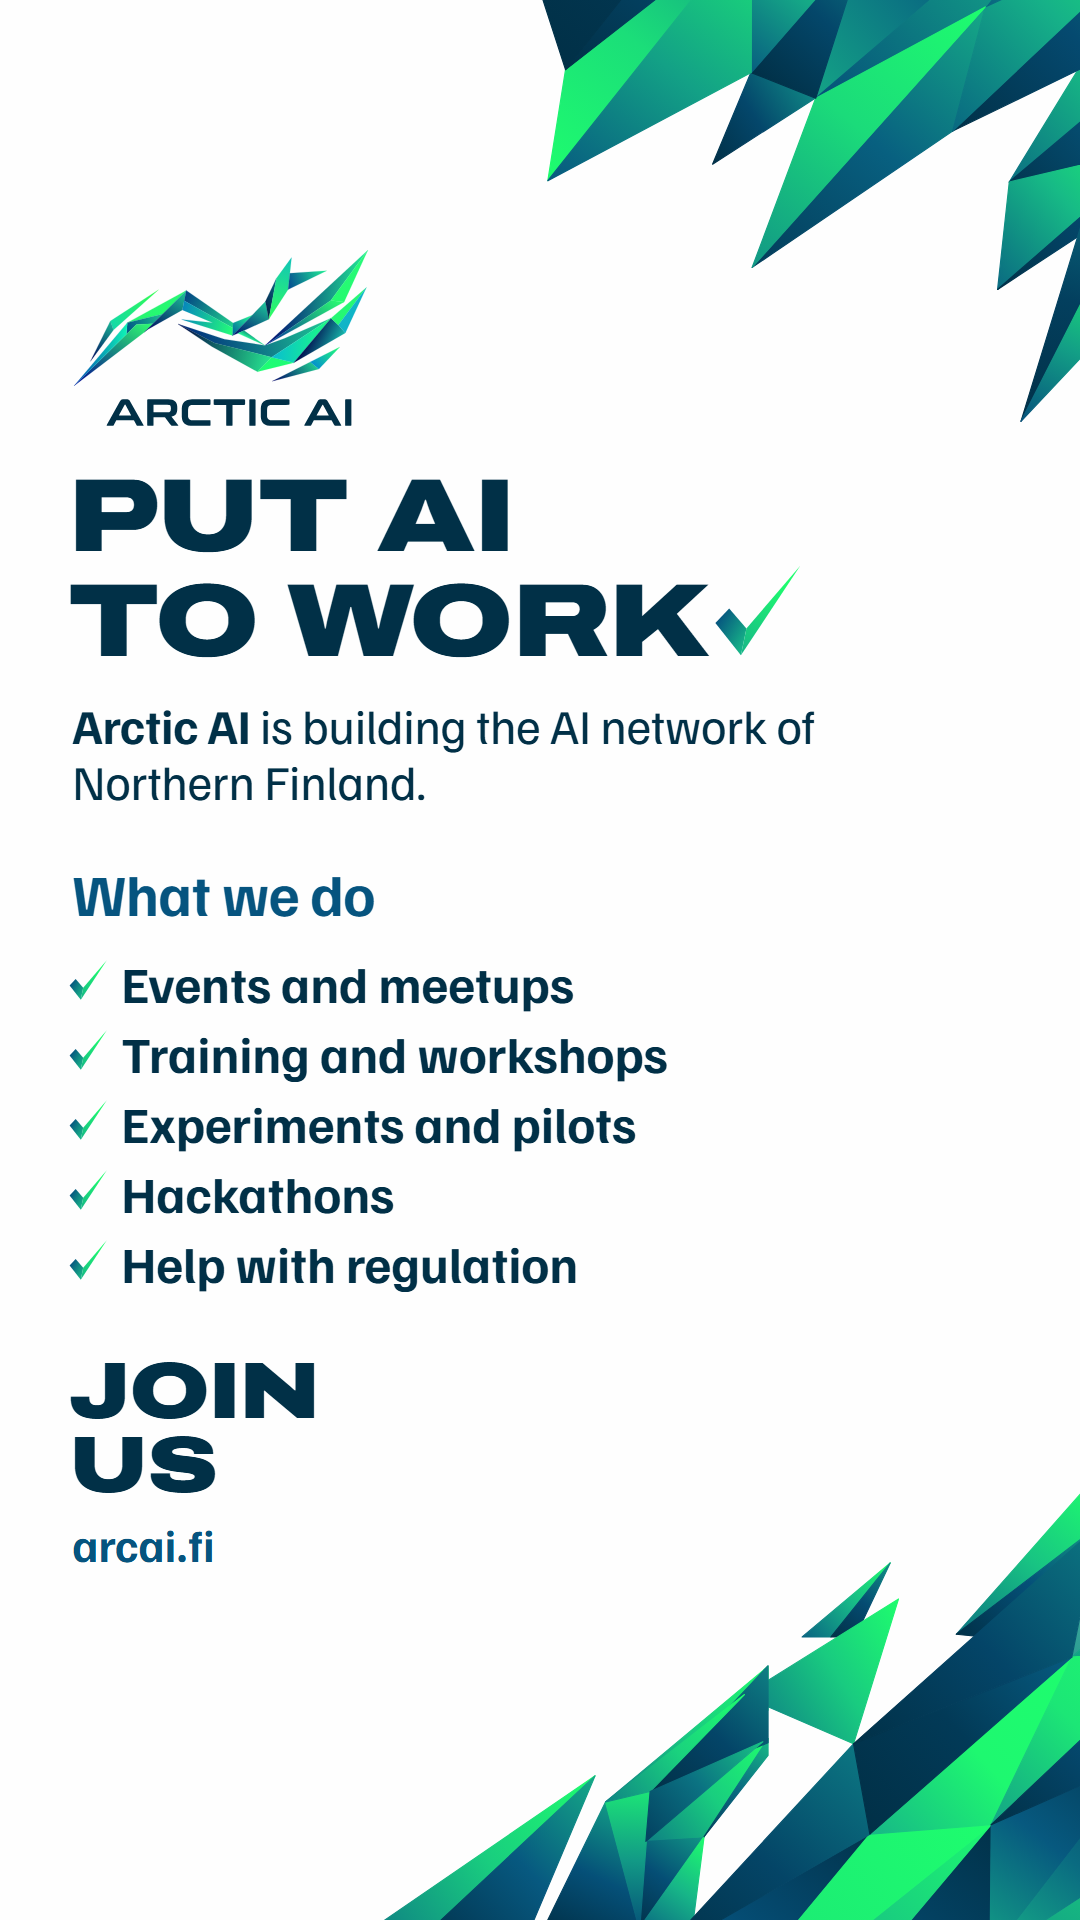 ARCTIC AI
PUT AI
TO WORK
Arctic AI is building the AI network of
Northern Finland.
What we do
Events and meetups
Training and workshops
Experiments and pilots
Hackathons
Help with regulation
JOIN
US
arcai.fi